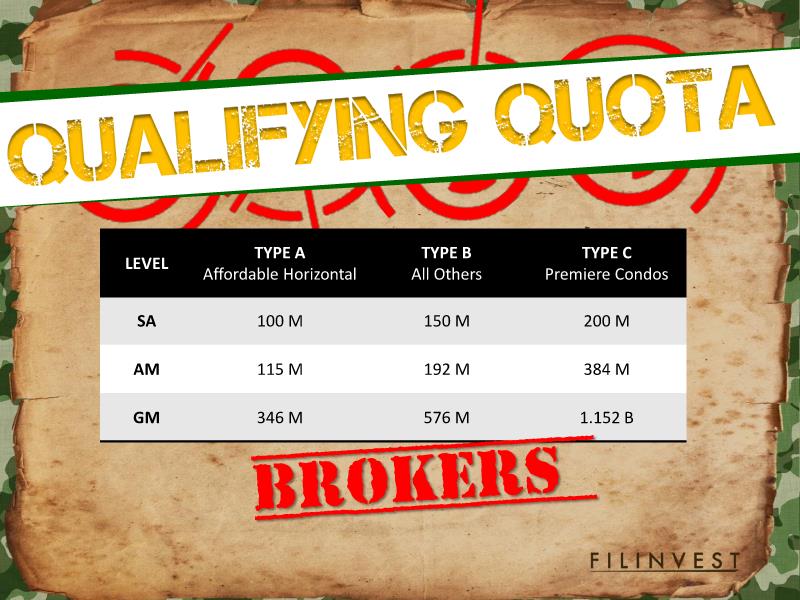 QUALIFYING QUOTA
LEVEL TYPE A TYPE B TYPE C
Affordable Horizontal All Others Premiere Condos
SA 100 M 150 M 200 M
AM 115 M 192 M 384 M
GM 346 M 576 M 1.152 B
BROKERS
FILINVEST